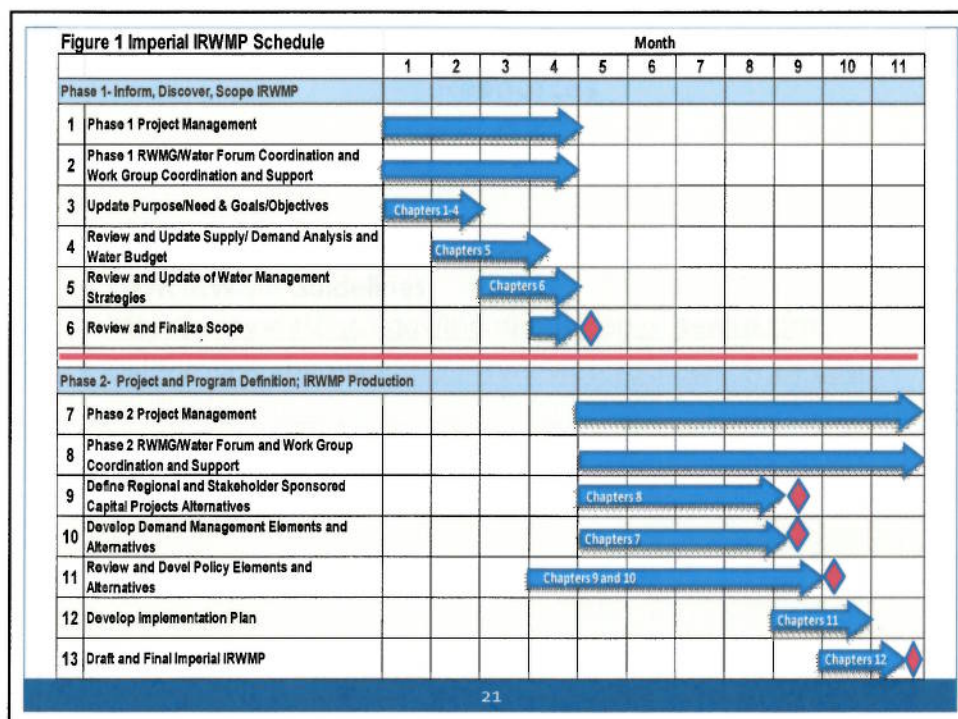 Figure 1 Imperial IRWMP Schedule
Month
1 2 3 4 5 6 7 8 9 10 11
Phase 1- Inform, Discover, Scope IRWMP
1 Phase 1 Project Management
2 Phase 1 RWMG/Water Forum Coordination and
Work Group Coordination and Support
3 Update Purpose/Need & Goals/Objectives
Chapters 1-4
4 Review and Update Supply/ Demand Analysis and
Water Budget
Chapters 5
5 Review and Update of Water Management
Strategies
Chapters 6
6 Review and Finalize Scope
Phase 2- Project and Program Definition; IRWMP Production
7 Phase 2 Project Management
8 Phase 2 RWMG/Water Forum and Work Group
Coordination and Support
9 Define Regional and Stakeholder Sponsored
Capital Projects Alternatives
Chapters 8
10 Develop Demand Management Elements and
Alternatives
Chapters 7
11 Review and Devel Policy Elements and
Alternatives
Chapters 9 and 10
12 Develop Implementation Plan
Chapters 11
13 Draft and Final Imperial IRWMP
Chapters 12
21